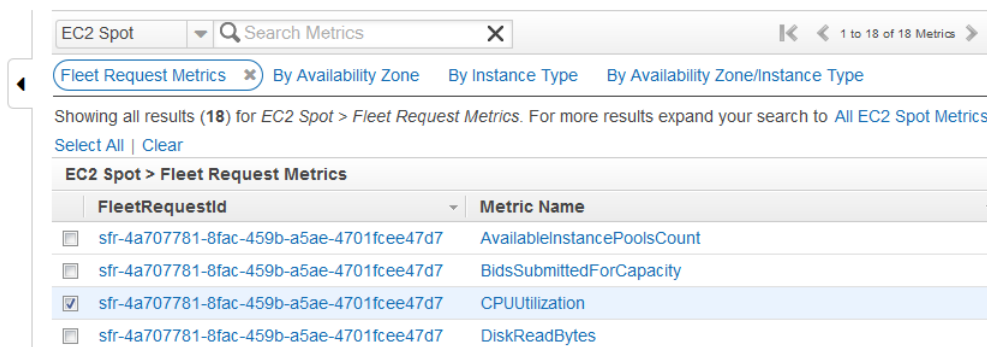 EC2 Spot Search Metrics 1 to 18 of 18 Metrics
Fleet Request Metrics By Availability Zone By Instance Type By Availability Zone/Instance Type
Showing all results (18) for EC2 Spot > Fleet Request Metrics. For more results expand your search to All EC2 Spot Metrics
Select All | Clear
EC2 Spot > Fleet Request Metrics
FleetRequestId Metric Name
sfr-4a707781-8fac-459b-a5ae-4701fcee47d7 AvailableInstancePoolsCount
sfr-4a707781-8fac-459b-a5ae-4701fcee47d7 BidsSubmittedForCapacity
sfr-4a707781-8fac-459b-a5ae-4701fcee47d7 CPUUtilization
sfr-4a707781-8fac-459b-a5ae-4701fcee47d7 DiskReadBytes